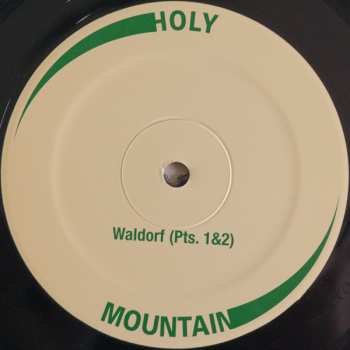 HOLY
Waldorf (Pts. 1&2)
MOUNTAIN